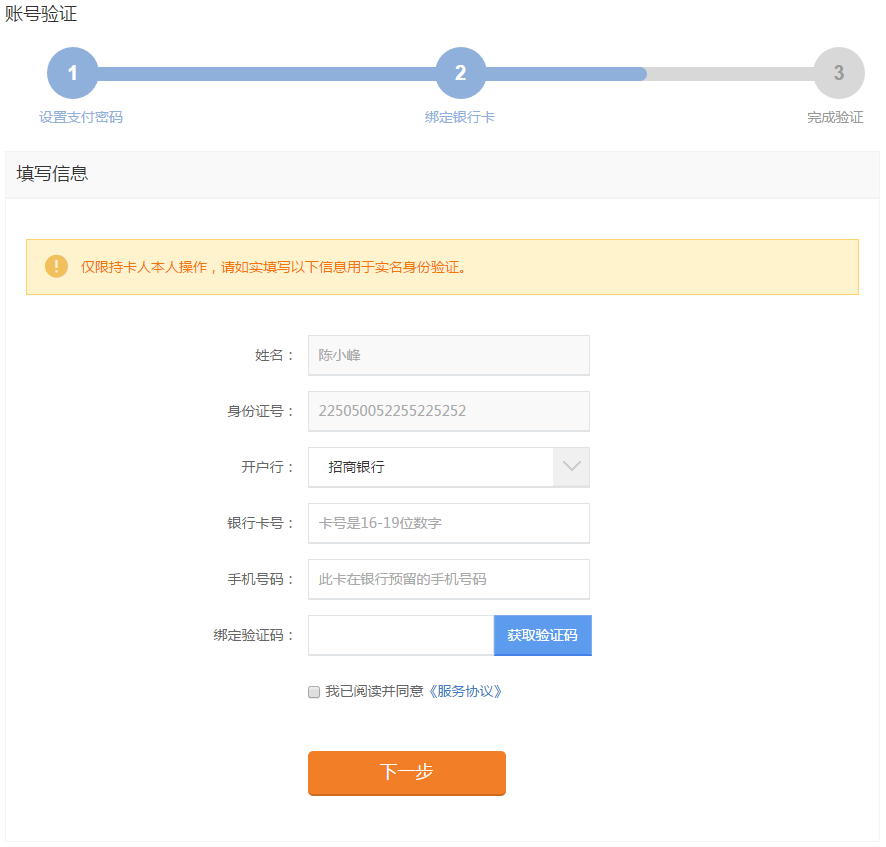 账号验证
1 2 3
设置支付密码 绑定银行卡 完成验证
填写信息
! 仅限持卡人本人操作，请如实填写以下信息用于实名身份验证。
姓名： 陈小峰
身份证号： 225050052255225252
开户行： 招商银行
银行卡号： 卡号是16-19位数字
手机号码： 此卡在银行预留的手机号码
绑定验证码： 获取验证码
我已阅读并同意《服务协议》
下一步